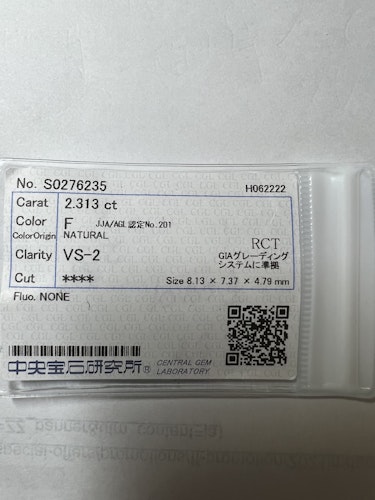 No. S0276235
H062222
Carat 2.313 ct
Color F JJA/AGL認定No.201
ColorOrigin NATURAL
RCT
Clarity VS-2
GIAグレーディング
システムに準拠
Cut ****
Size 8.13 × 7.37 × 4.79 mm
Fluo. NONE
中央宝石研究所® CENTRAL GEM
LABORATORY